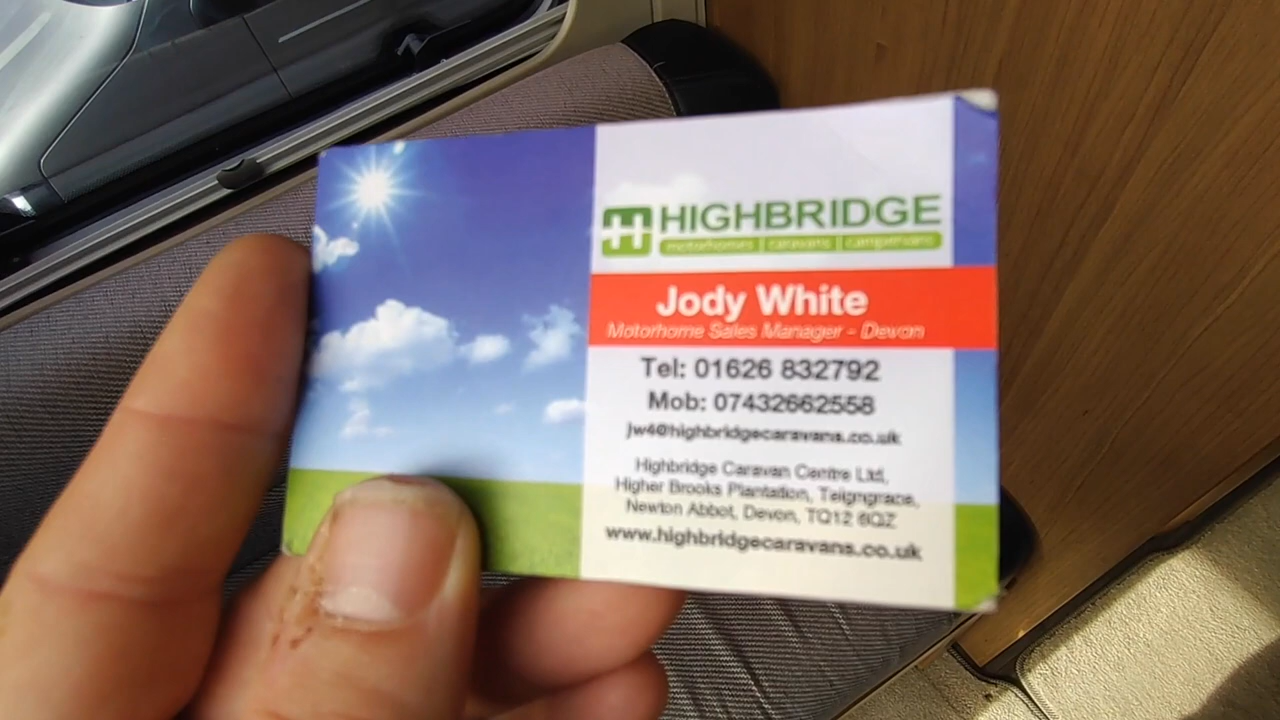 H HIGHBRIDGE
motorhomes | caravans | campervans
Jody White
Motorhome Sales Manager - Devon
Tel: 01626 832792
Mob: 07432662558
jw4@highbridgecaravans.co.uk
Highbridge Caravan Centre Ltd,
Higher Brooks Plantation, Teigngrace,
Newton Abbot, Devon, TQ12 6QZ
www.highbridgecaravans.co.uk